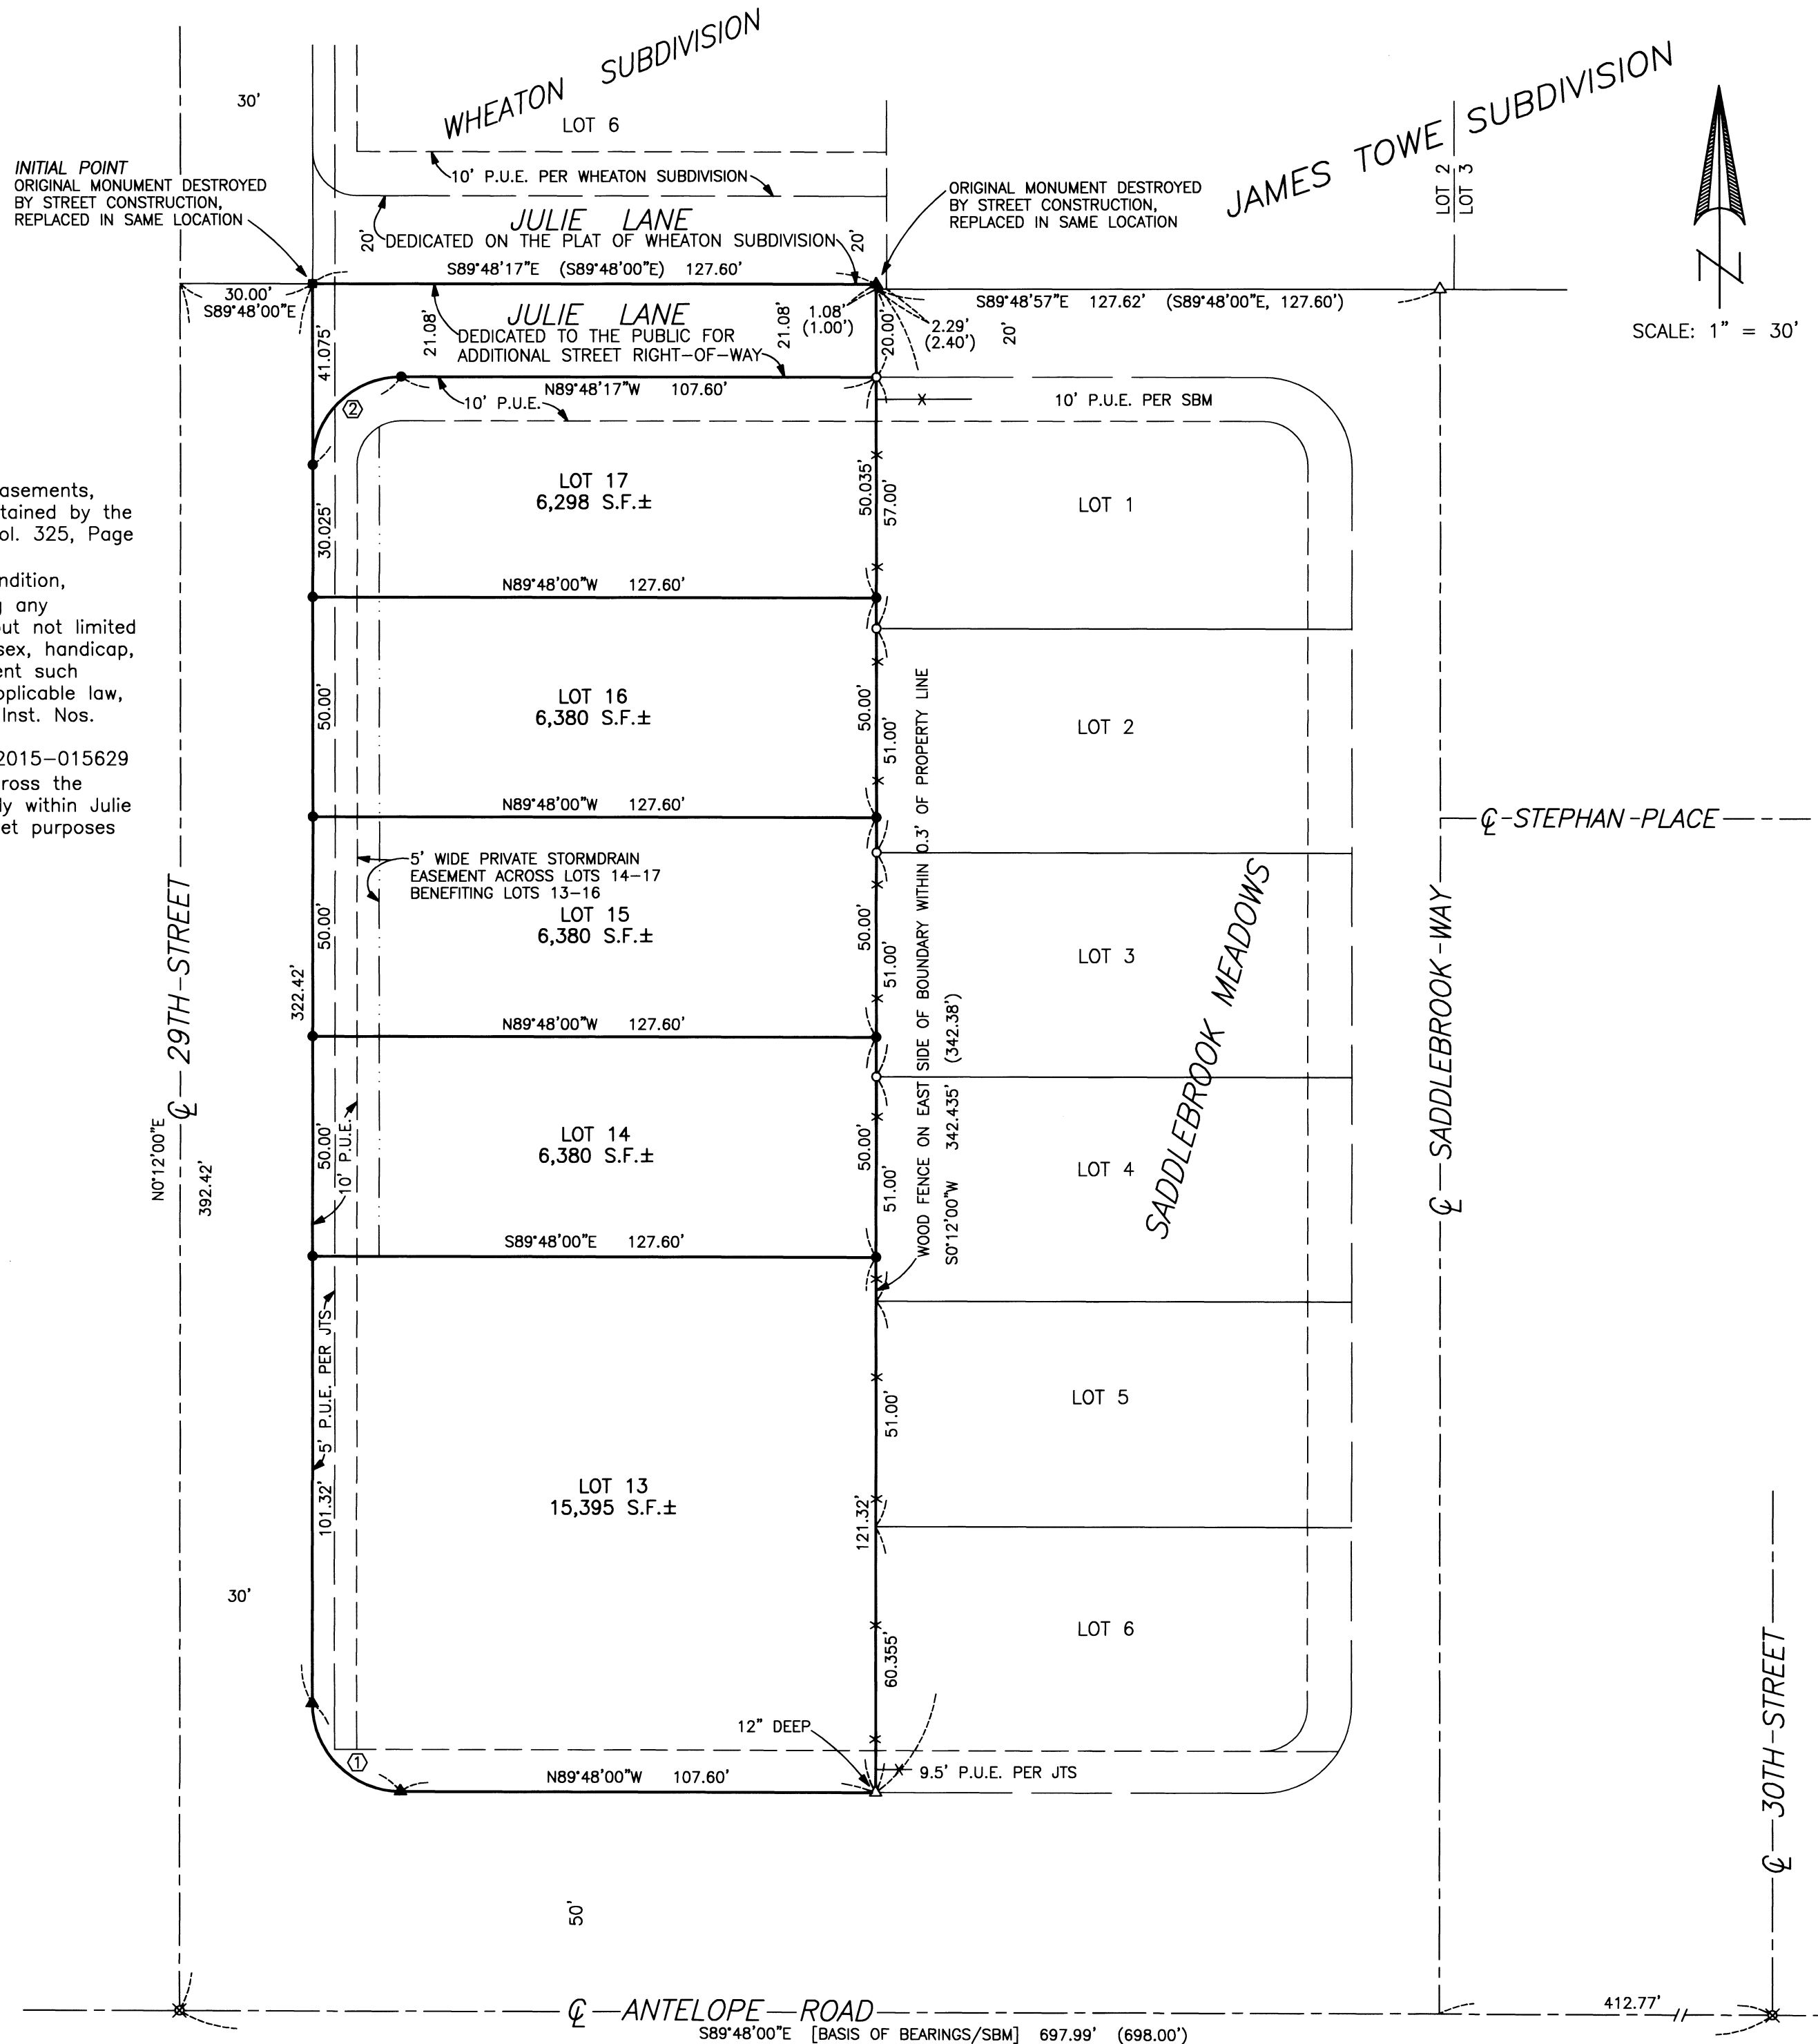 WHEATON SUBDIVISION
JAMES TOWE SUBDIVISION
30'
LOT 6
LOT 2
LOT 3
INITIAL POINT
ORIGINAL MONUMENT DESTROYED
BY STREET CONSTRUCTION,
REPLACED IN SAME LOCATION
10' P.U.E. PER WHEATON SUBDIVISION
ORIGINAL MONUMENT DESTROYED
BY STREET CONSTRUCTION,
REPLACED IN SAME LOCATION
N
SCALE: 1" = 30'
JULIE LANE
20'
DEDICATED ON THE PLAT OF WHEATON SUBDIVISION
20'
S89°48'17"E (S89°48'00"E) 127.60'
30.00'
S89°48'00"E
S89°48'57"E 127.62' (S89°48'00"E, 127.60')
JULIE LANE
DEDICATED TO THE PUBLIC FOR
ADDITIONAL STREET RIGHT-OF-WAY
21.08'
21.08'
1.08'
(1.00')
20.00'
2.29'
(2.40')
20'
41.075'
N89°48'17"W 107.60'
2
10' P.U.E.
10' P.U.E. PER SBM
LOT 17
6,298 S.F.±
30.025'
50.035'
57.00'
LOT 1
asements,
tained by the
ol. 325, Page
ndition,
g any
out not limited
sex, handicap,
ent such
pplicable law,
Inst. Nos.
2015-015629
ross the
ly within Julie
et purposes
N89°48'00"W 127.60'
LOT 16
6,380 S.F.±
50.00'
50.00'
51.00'
LOT 2
N89°48'00"W 127.60'
℄ STEPHAN PLACE
5' WIDE PRIVATE STORMDRAIN
EASEMENT ACROSS LOTS 14-17
BENEFITING LOTS 13-16
LOT 15
6,380 S.F.±
50.00'
50.00'
51.00'
LOT 3
322.42'
N89°48'00"W 127.60'
WOOD FENCE ON EAST SIDE OF BOUNDARY WITHIN 0.3' OF PROPERTY LINE
S0°12'00"W 342.435' (342.38')
SADDLEBROOK MEADOWS
℄ 29TH STREET
℄ SADDLEBROOK WAY
N0°12'00"E
392.42'
LOT 14
6,380 S.F.±
50.00'
10' P.U.E.
50.00'
51.00'
LOT 4
S89°48'00"E 127.60'
5' P.U.E. PER JTS
101.32'
LOT 13
15,395 S.F.±
51.00'
LOT 5
121.32'
30'
60.355'
LOT 6
12" DEEP
1
N89°48'00"W 107.60'
9.5' P.U.E. PER JTS
℄ 30TH STREET
50'
℄ ANTELOPE ROAD
412.77'
S89°48'00"E [BASIS OF BEARINGS/SBM] 697.99' (698.00')